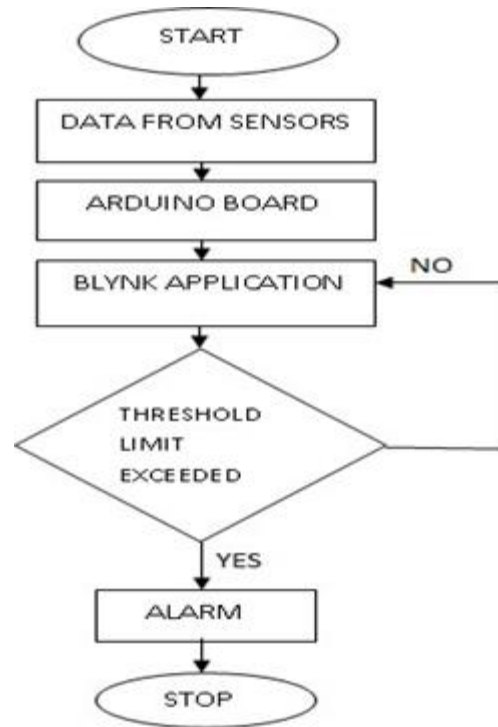 START
DATA FROM SENSORS
ARDUINO BOARD
BLYNK APPLICATION
NO
THRESHOLD
LIMIT
EXCEEDED
YES
ALARM
STOP